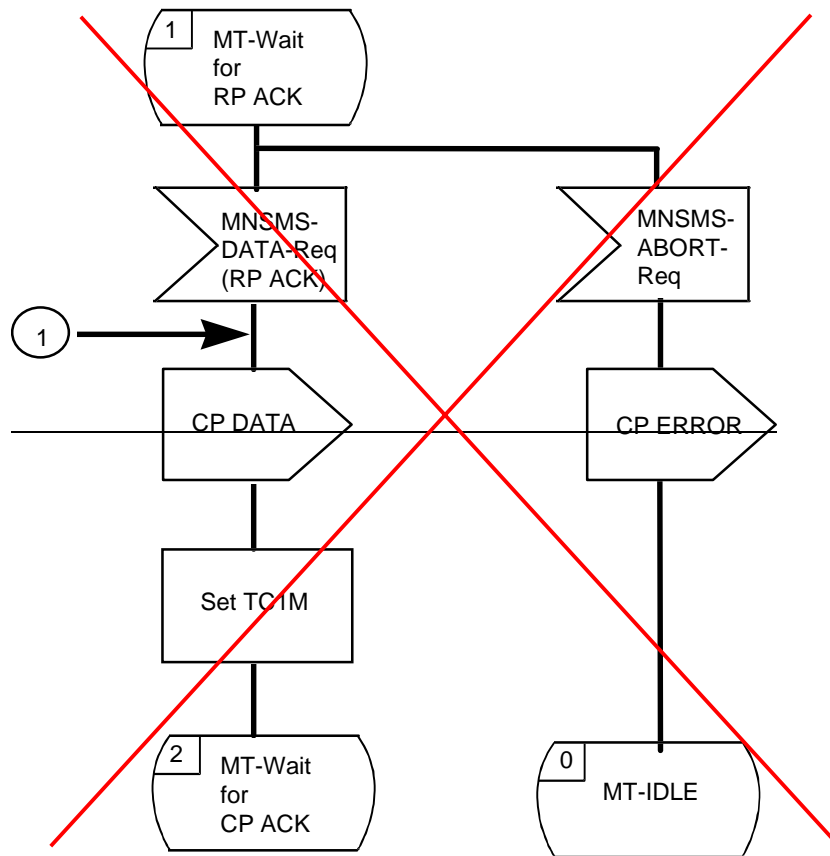 1
MT-Wait
for
RP ACK
MNSMS-
DATA-Req
(RP ACK)
MNSMS-
ABORT-
Req
1
CP DATA
CP ERROR
Set TC1M
2
MT-Wait
for
CP ACK
0
MT-IDLE